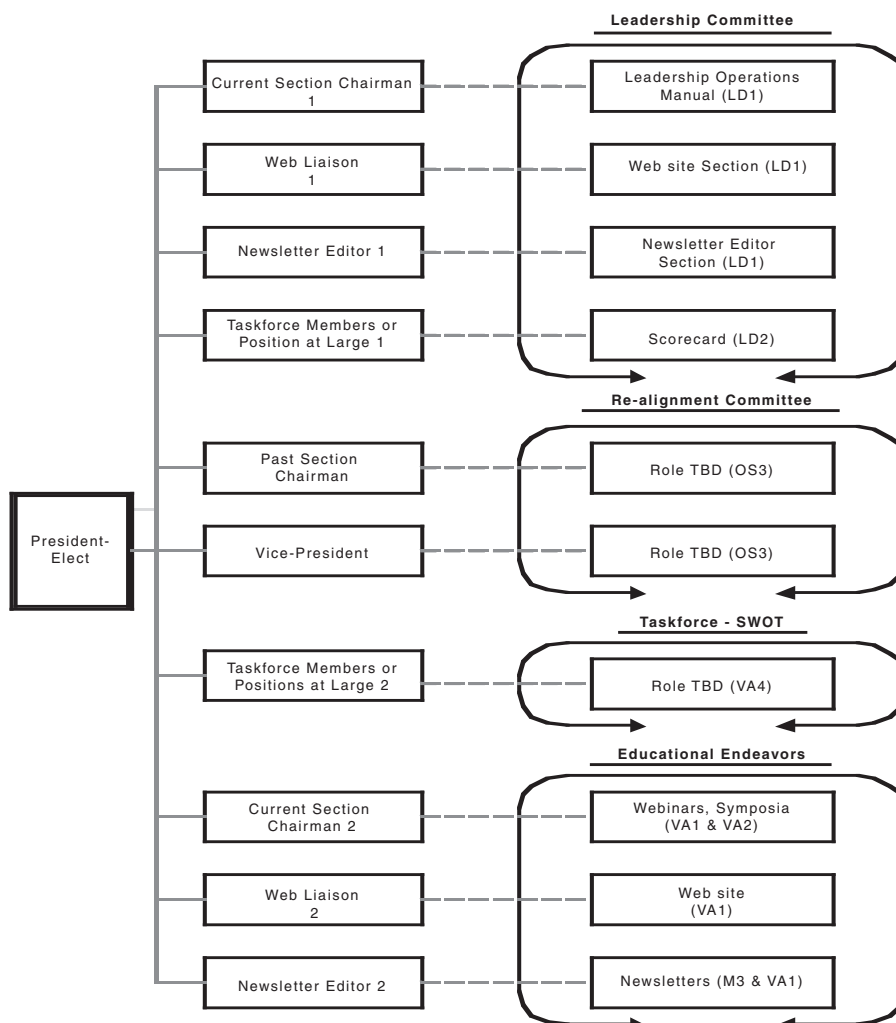 Leadership Committee
Current Section Chairman
1
Leadership Operations
Manual (LD1)
Web Liaison
1
Web site Section (LD1)
Newsletter Editor 1
Newsletter Editor
Section (LD1)
Taskforce Members or
Position at Large 1
Scorecard (LD2)
Re-alignment Committee
Past Section
Chairman
Role TBD (OS3)
President-
Elect
Vice-President
Role TBD (OS3)
Taskforce - SWOT
Taskforce Members or
Positions at Large 2
Role TBD (VA4)
Educational Endeavors
Current Section
Chairman 2
Webinars, Symposia
(VA1 & VA2)
Web Liaison
2
Web site
(VA1)
Newsletter Editor 2
Newsletters (M3 & VA1)